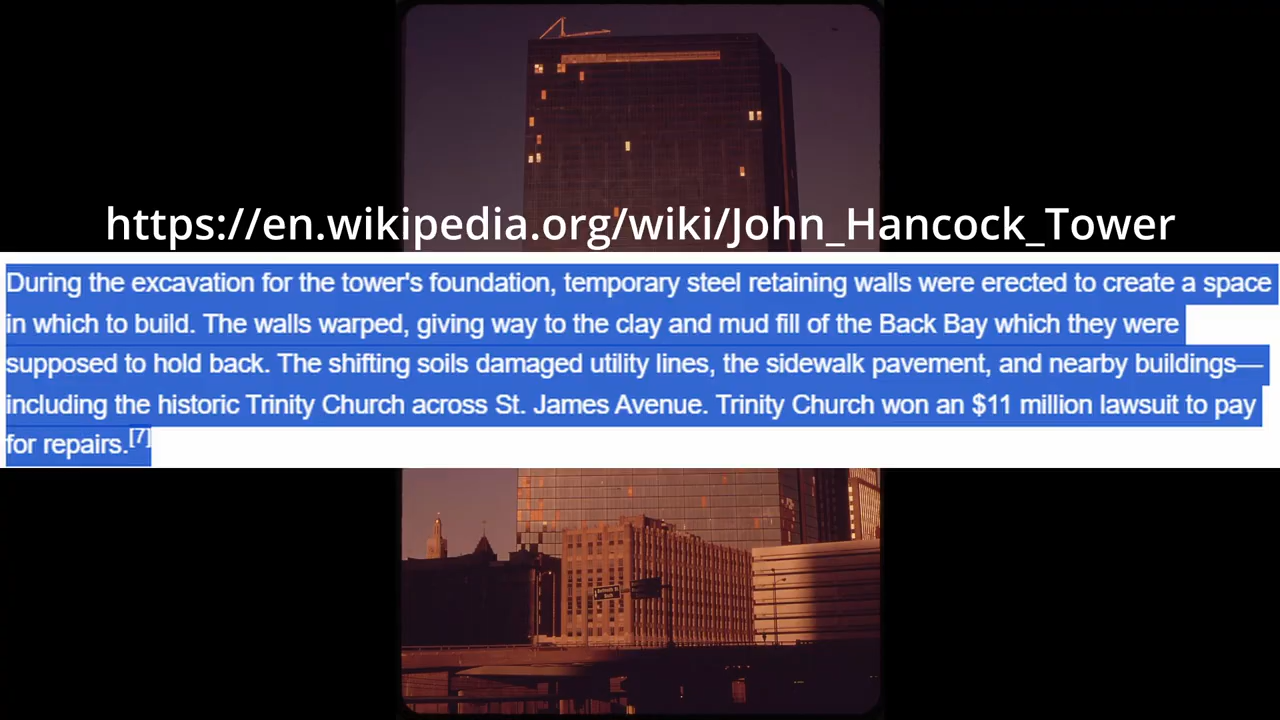 https://en.wikipedia.org/wiki/John_Hancock_Tower
During the excavation for the tower's foundation, temporary steel retaining walls were erected to create a space
in which to build. The walls warped, giving way to the clay and mud fill of the Back Bay which they were
supposed to hold back. The shifting soils damaged utility lines, the sidewalk pavement, and nearby buildings—
including the historic Trinity Church across St. James Avenue. Trinity Church won an $11 million lawsuit to pay
for repairs.[7]